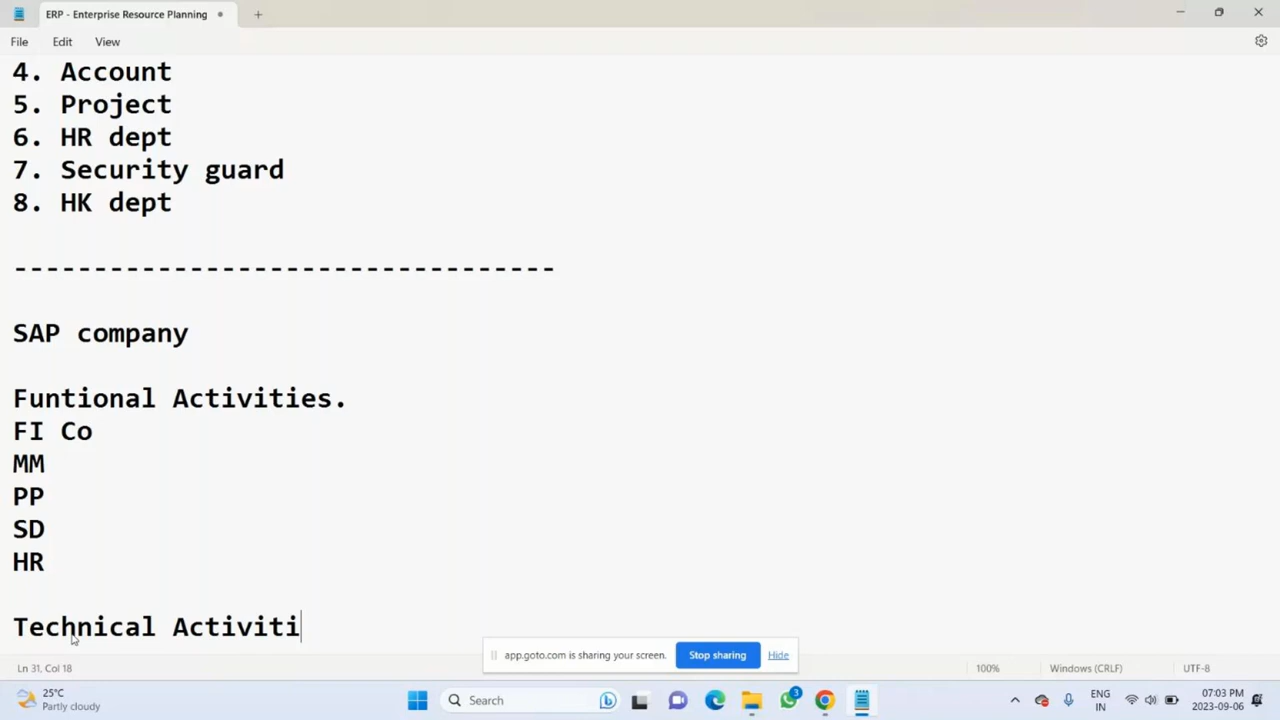 ERP - Enterprise Resource Planning
File Edit View
4. Account
5. Project
6. HR dept
7. Security guard
8. HK dept
----------------------------------
SAP company
Funtional Activities.
FI Co
MM
PP
SD
HR
Technical Activiti
app.goto.com is sharing your screen. Stop sharing Hide
Ln 31, Col 18 100% Windows (CRLF) UTF-8
25°C
Partly cloudy
Search
3
ENG
IN
07:03 PM
2023-09-06